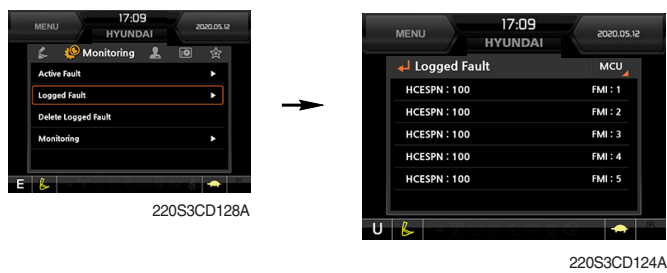 MENU 17:09 2020.05.12
HYUNDAI
Monitoring
Active Fault
Logged Fault
Delete Logged Fault
Monitoring
E
220S3CD128A
MENU 17:09 2020.05.12
HYUNDAI
Logged Fault MCU
HCESPN : 100 FMI : 1
HCESPN : 100 FMI : 2
HCESPN : 100 FMI : 3
HCESPN : 100 FMI : 4
HCESPN : 100 FMI : 5
U
220S3CD124A